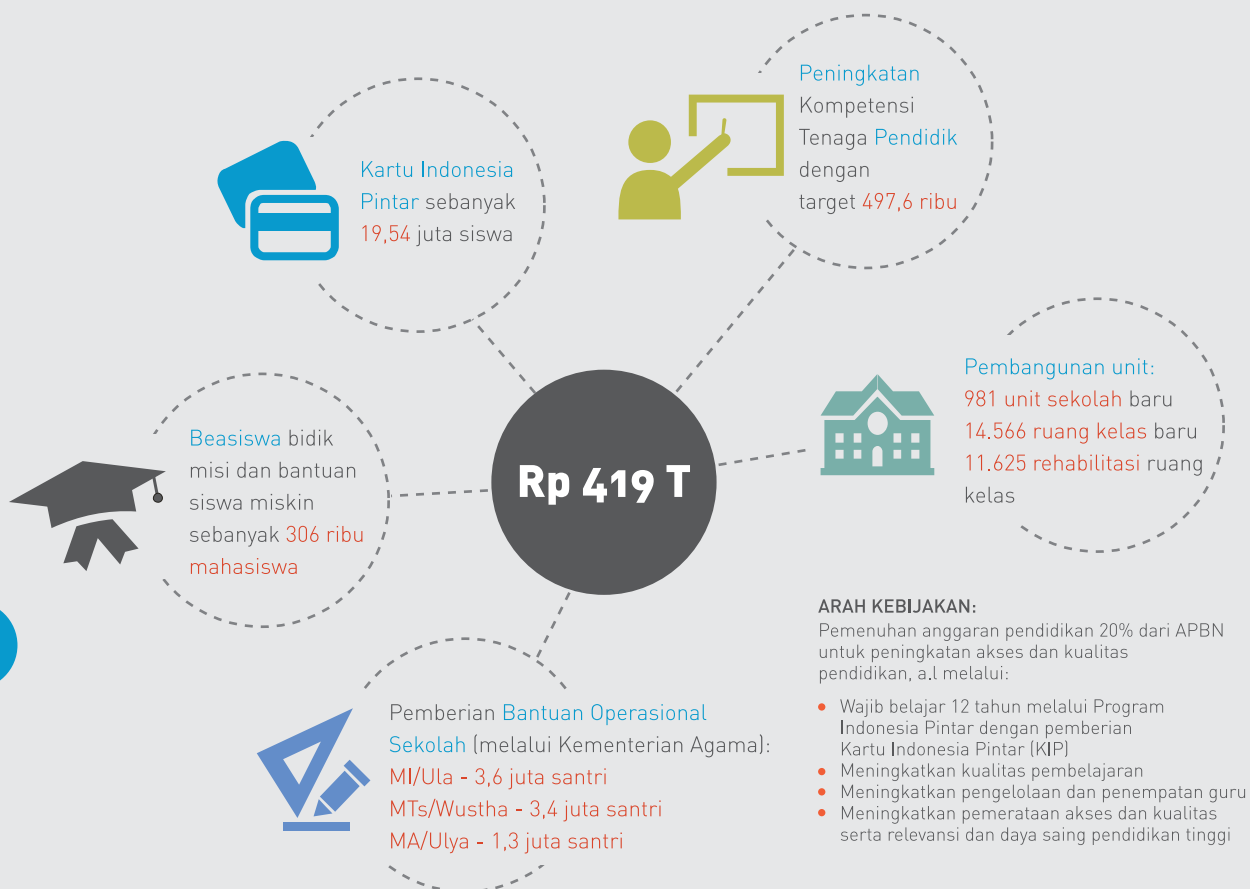 Peningkatan
Kompetensi
Tenaga Pendidik
dengan
target 497,6 ribu
Kartu Indonesia
Pintar sebanyak
19,54 juta siswa
Pembangunan unit:
981 unit sekolah baru
14.566 ruang kelas baru
11.625 rehabilitasi ruang
kelas
Beasiswa bidik
misi dan bantuan
siswa miskin
sebanyak 306 ribu
mahasiswa
Rp 419 T
Pemberian Bantuan Operasional
Sekolah (melalui Kementerian Agama):
MI/Ula - 3,6 juta santri
MTs/Wustha - 3,4 juta santri
MA/Ulya - 1,3 juta santri
ARAH KEBIJAKAN:
Pemenuhan anggaran pendidikan 20% dari APBN
untuk peningkatan akses dan kualitas
pendidikan, a.l melalui:
• Wajib belajar 12 tahun melalui Program
Indonesia Pintar dengan pemberian
Kartu Indonesia Pintar (KIP)
• Meningkatkan kualitas pembelajaran
• Meningkatkan pengelolaan dan penempatan guru
• Meningkatkan pemerataan akses dan kualitas
serta relevansi dan daya saing pendidikan tinggi